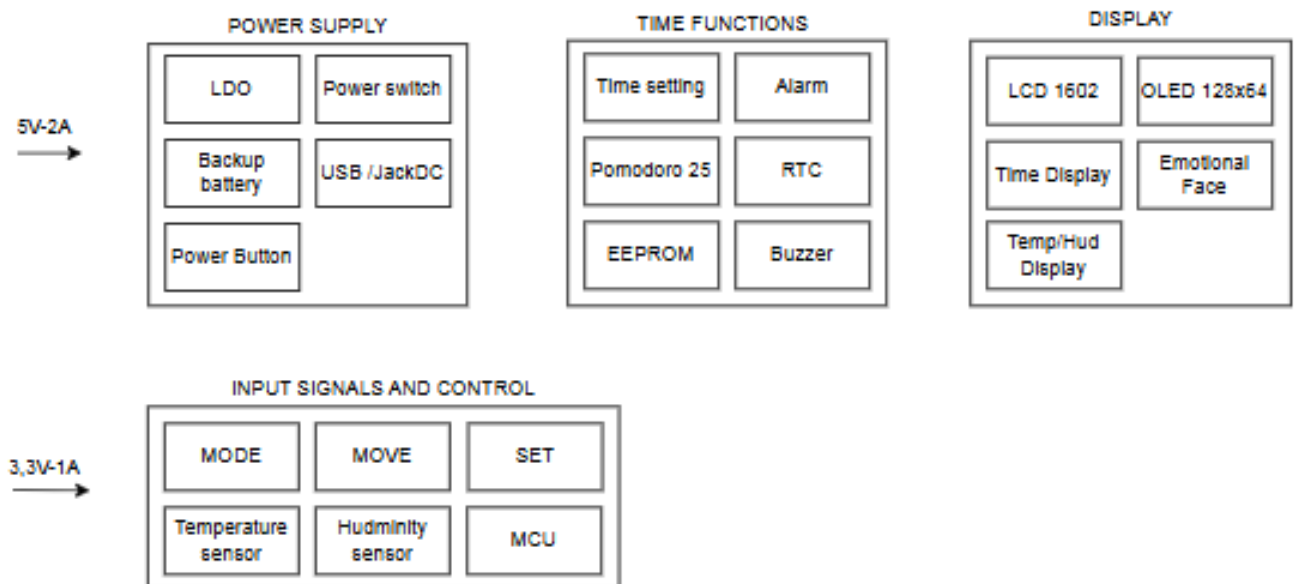 POWER SUPPLY
LDO
Power switch
5V-2A
Backup
battery
USB /JackDC
Power Button
TIME FUNCTIONS
Time setting
Alarm
Pomodoro 25
RTC
EEPROM
Buzzer
DISPLAY
LCD 1602
OLED 128x64
Time Display
Emotional
Face
Temp/Hud
Display
INPUT SIGNALS AND CONTROL
3,3V-1A
MODE
MOVE
SET
Temperature
sensor
Hudminity
sensor
MCU